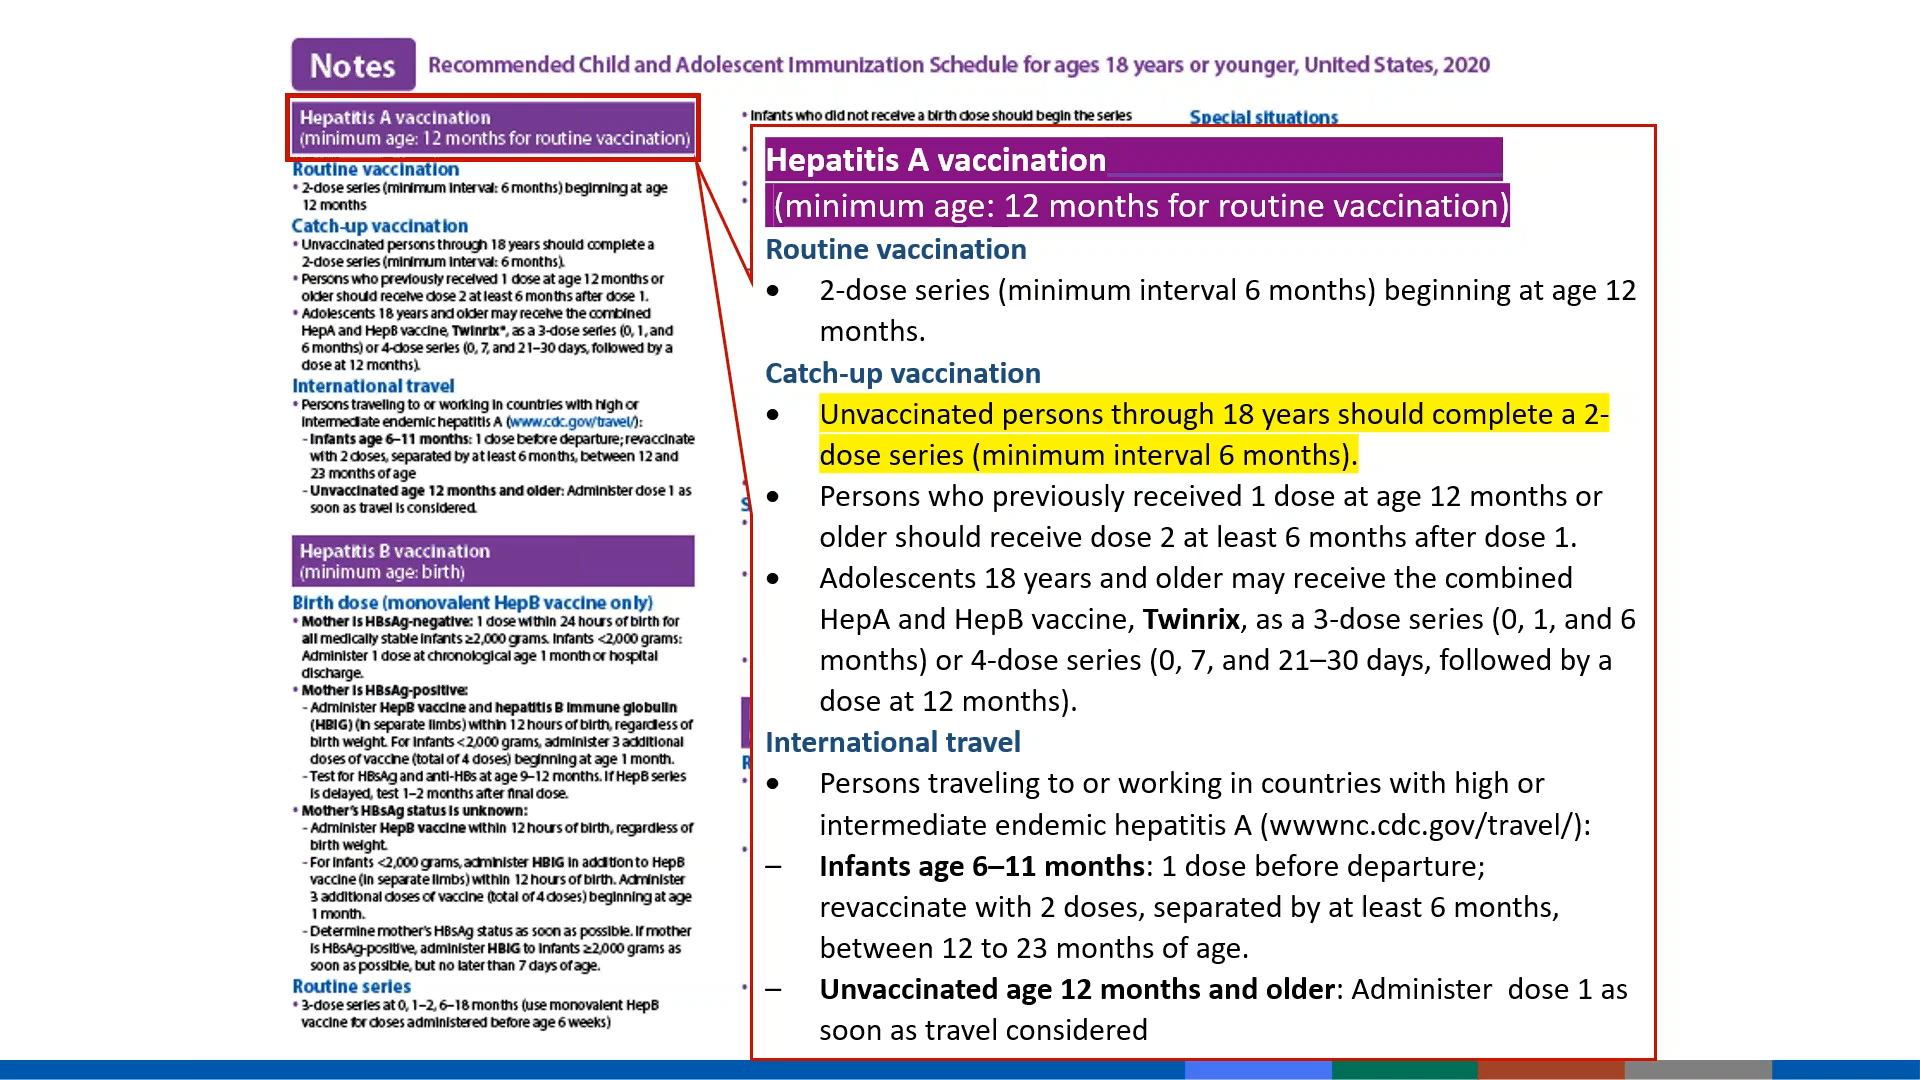 Notes
Recommended Child and Adolescent Immunization Schedule for ages 18 years or younger, United States, 2020
Hepatitis A vaccination
(minimum age: 12 months for routine vaccination)
Routine vaccination
• 2-dose series (minimum interval: 6 months) beginning at age
12 months
Catch-up vaccination
• Unvaccinated persons through 18 years should complete a
2-dose series (minimum interval: 6 months).
• Persons who previously received 1 dose at age 12 months or
older should receive dose 2 at least 6 months after dose 1.
• Adolescents 18 years and older may receive the combined
HepA and HepB vaccine, Twinrix®, as a 3-dose series (0, 1, and
6 months) or 4-dose series (0, 7, and 21–30 days, followed by a
dose at 12 months).
International travel
• Persons traveling to or working in countries with high or
intermediate endemic hepatitis A (www.cdc.gov/travel/):
- Infants age 6–11 months: 1 dose before departure; revaccinate
with 2 doses, separated by at least 6 months, between 12 and
23 months of age
- Unvaccinated age 12 months and older: Administer dose 1 as
soon as travel is considered.
Hepatitis B vaccination
(minimum age: birth)
Birth dose (monovalent HepB vaccine only)
• Mother is HBsAg-negative: 1 dose within 24 hours of birth for
all medically stable infants ≥2,000 grams. Infants <2,000 grams:
Administer 1 dose at chronological age 1 month or hospital
discharge.
• Mother is HBsAg-positive:
- Administer HepB vaccine and hepatitis B immune globulin
(HBIG) (in separate limbs) within 12 hours of birth, regardless of
birth weight. For infants <2,000 grams, administer 3 additional
doses of vaccine (total of 4 doses) beginning at age 1 month.
- Test for HBsAg and anti-HBs at age 9–12 months. If HepB series
is delayed, test 1–2 months after final dose.
• Mother's HBsAg status is unknown:
- Administer HepB vaccine within 12 hours of birth, regardless of
birth weight.
- For infants <2,000 grams, administer HBIG in addition to HepB
vaccine (in separate limbs) within 12 hours of birth. Administer
3 additional doses of vaccine (total of 4 doses) beginning at age
1 month.
- Determine mother's HBsAg status as soon as possible. If mother
is HBsAg-positive, administer HBIG to infants ≥2,000 grams as
soon as possible, but no later than 7 days of age.
Routine series
• 3-dose series at 0, 1–2, 6–18 months (use monovalent HepB
vaccine for doses administered before age 6 weeks)
• Infants who did not receive a birth dose should begin the series
Special situations
Hepatitis A vaccination
(minimum age: 12 months for routine vaccination)
Routine vaccination
• 2-dose series (minimum interval 6 months) beginning at age 12
months.
Catch-up vaccination
• Unvaccinated persons through 18 years should complete a 2-
dose series (minimum interval 6 months).
• Persons who previously received 1 dose at age 12 months or
older should receive dose 2 at least 6 months after dose 1.
• Adolescents 18 years and older may receive the combined
HepA and HepB vaccine, Twinrix, as a 3-dose series (0, 1, and 6
months) or 4-dose series (0, 7, and 21–30 days, followed by a
dose at 12 months).
International travel
• Persons traveling to or working in countries with high or
intermediate endemic hepatitis A (wwwnc.cdc.gov/travel/):
– Infants age 6–11 months: 1 dose before departure;
revaccinate with 2 doses, separated by at least 6 months,
between 12 to 23 months of age.
– Unvaccinated age 12 months and older: Administer dose 1 as
soon as travel considered